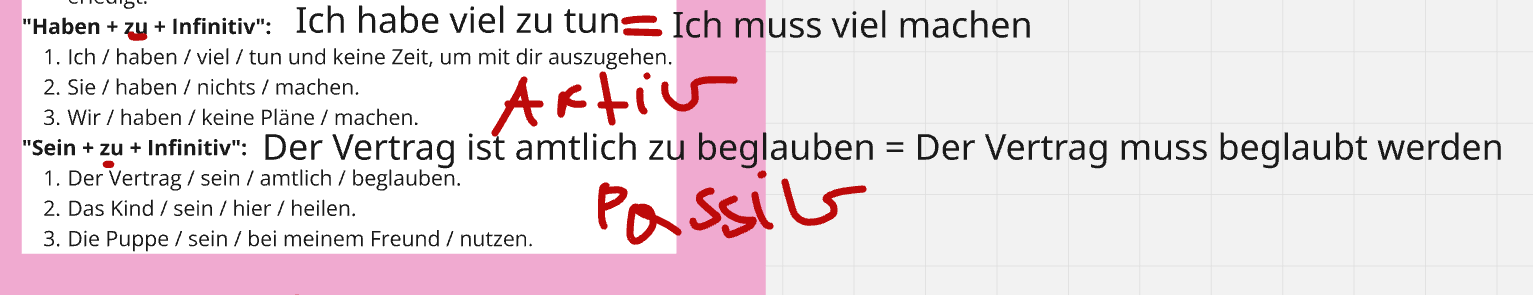 "Haben + zu + Infinitiv": Ich habe viel zu tun = Ich muss viel machen
1. Ich / haben / viel / tun und keine Zeit, um mit dir auszugehen.
2. Sie / haben / nichts / machen.
Aktiv
3. Wir / haben / keine Pläne / machen.
"Sein + zu + Infinitiv": Der Vertrag ist amtlich zu beglauben = Der Vertrag muss beglaubt werden
1. Der Vertrag / sein / amtlich / beglauben.
2. Das Kind / sein / hier / heilen.
Passiv
3. Die Puppe / sein / bei meinem Freund / nutzen.